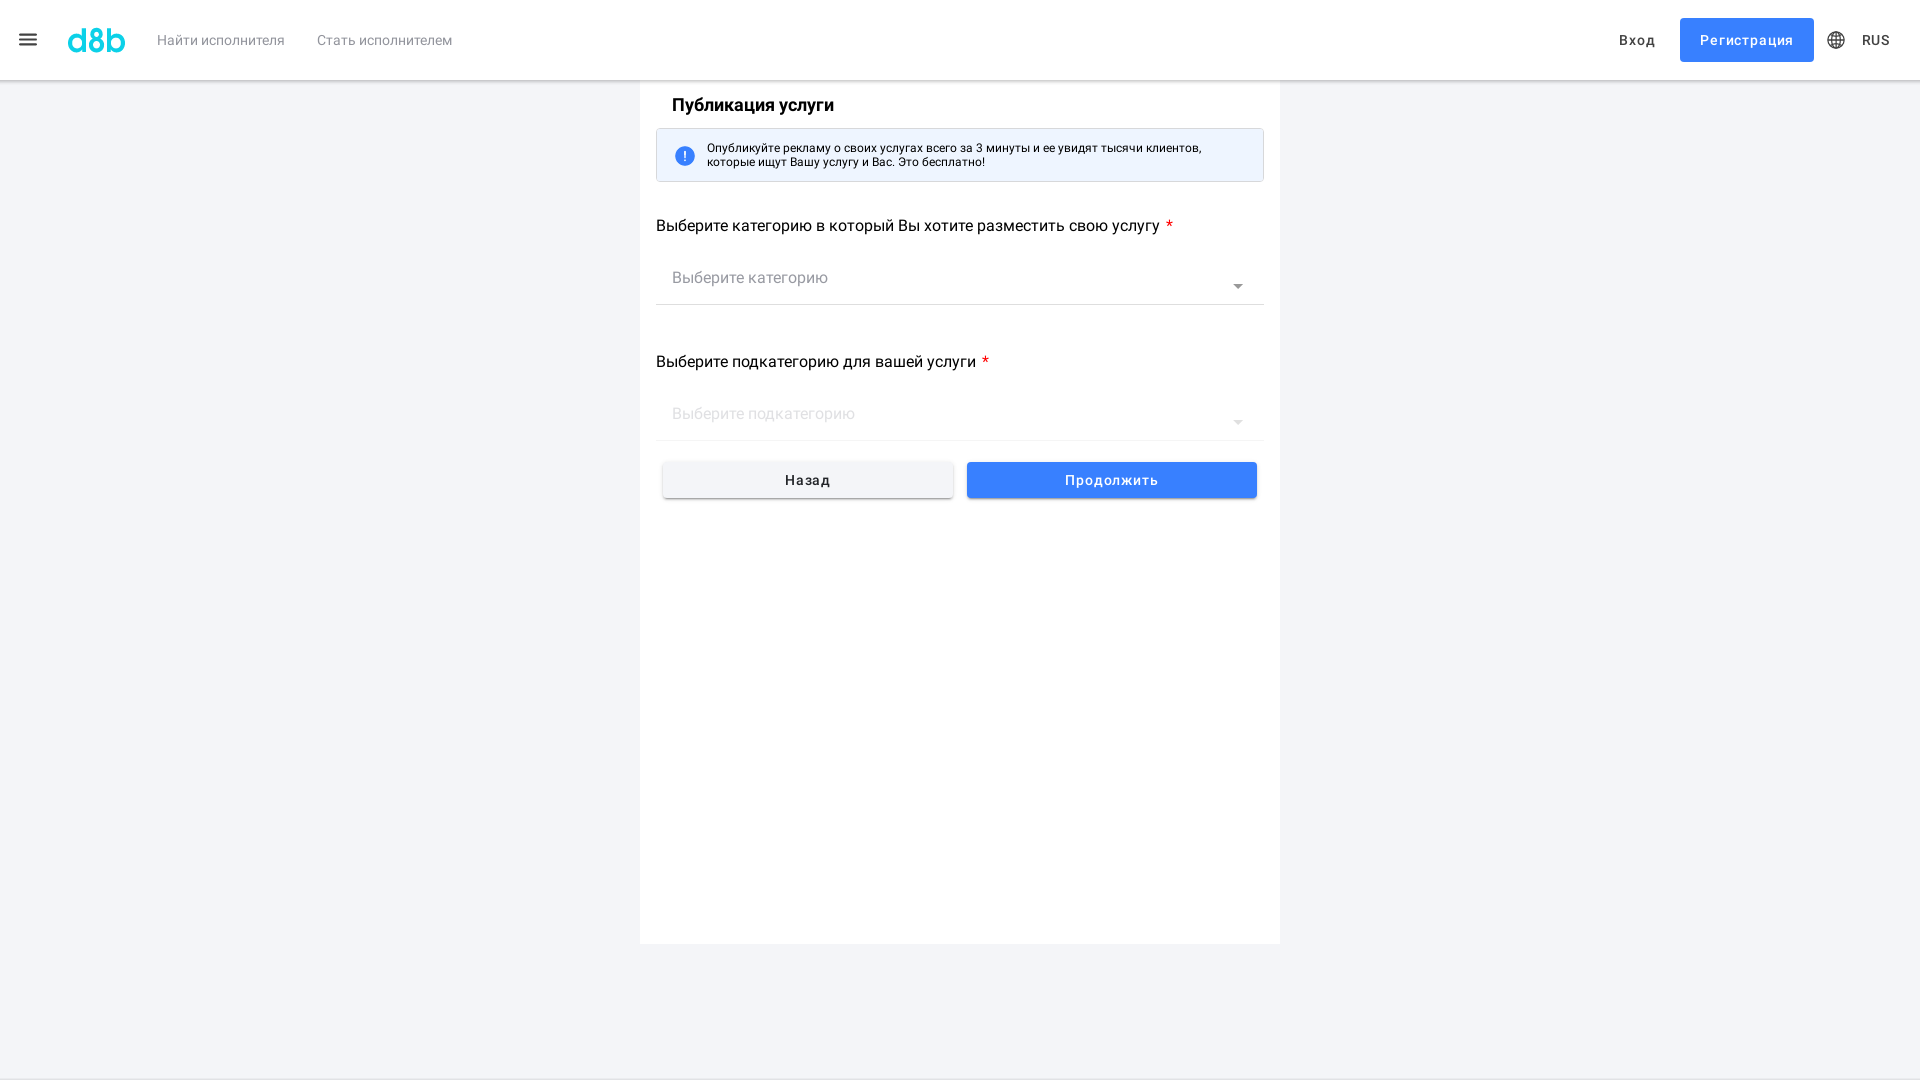 d8b
Найти исполнителя
Стать исполнителем
Вход
Регистрация
RUS
Публикация услуги
Опубликуйте рекламу о своих услугах всего за 3 минуты и ее увидят тысячи клиентов,
которые ищут Вашу услугу и Вас. Это бесплатно!
Выберите категорию в который Вы хотите разместить свою услугу *
Выберите категорию
Выберите подкатегорию для вашей услуги *
Выберите подкатегорию
Назад
Продолжить